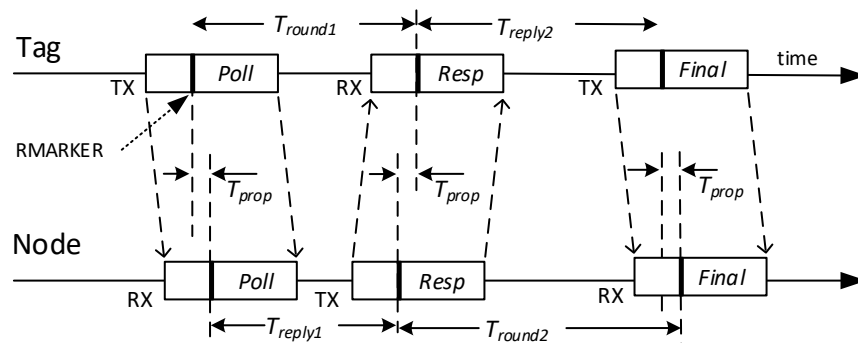 T_round1 T_reply2
Tag
Poll Resp Final time
TX RX TX
RMARKER
T_prop T_prop T_prop
Node
Poll Resp Final
RX TX RX
T_reply1 T_round2